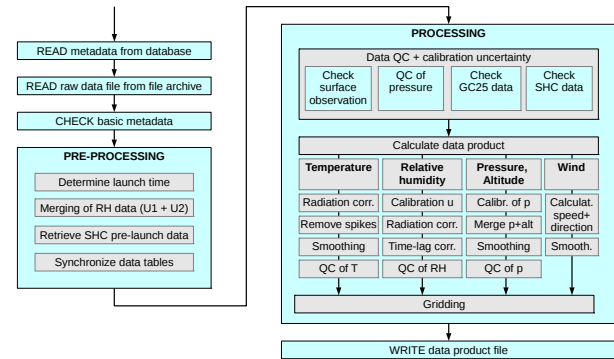 READ metadata from database
READ raw data file from file archive
CHECK basic metadata
PRE-PROCESSING
Determine launch time
Merging of RH data (U1 + U2)
Retrieve SHC pre-launch data
Synchronize data tables
PROCESSING
Data QC + calibration uncertainty
Check
surface
observation
QC of
pressure
Check
GC25 data
Check
SHC data
Calculate data product
Temperature
Radiation corr.
Remove spikes
Smoothing
QC of T
Relative
humidity
Calibration u
Radiation corr.
Time-lag corr.
QC of RH
Pressure,
Altitude
Calibr. of p
Merge p+alt
Smoothing
QC of p
Wind
Calculat.
speed+
direction
Smooth.
Gridding
WRITE data product file